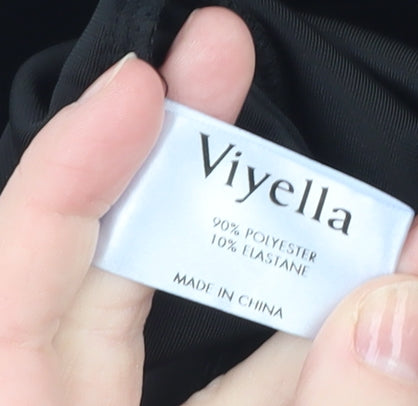 Viyella
90% POLYESTER
10% ELASTANE
MADE IN CHINA